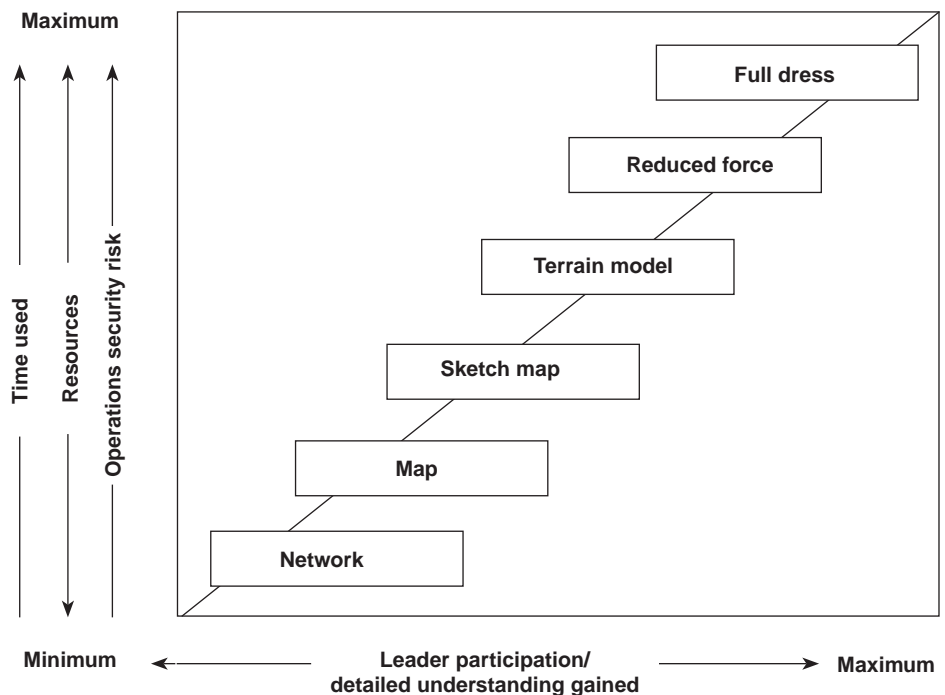 Maximum
Full dress
Reduced force
Terrain model
Sketch map
Map
Network
Time used
Resources
Operations security risk
Minimum
Leader participation/
detailed understanding gained
Maximum